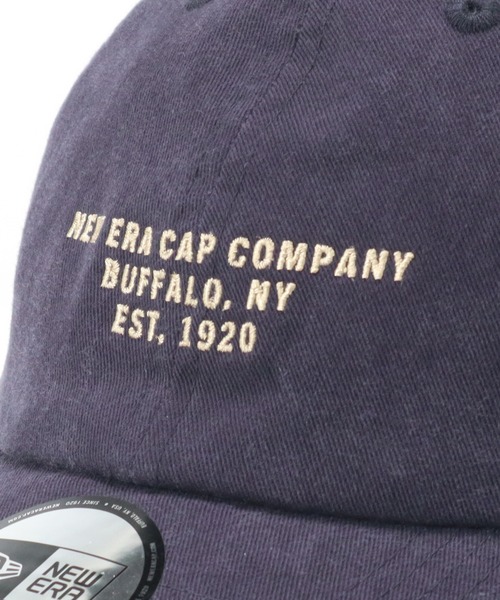 NEW ERA CAP COMPANY
BUFFALO, NY
EST, 1920
NEW
ERA